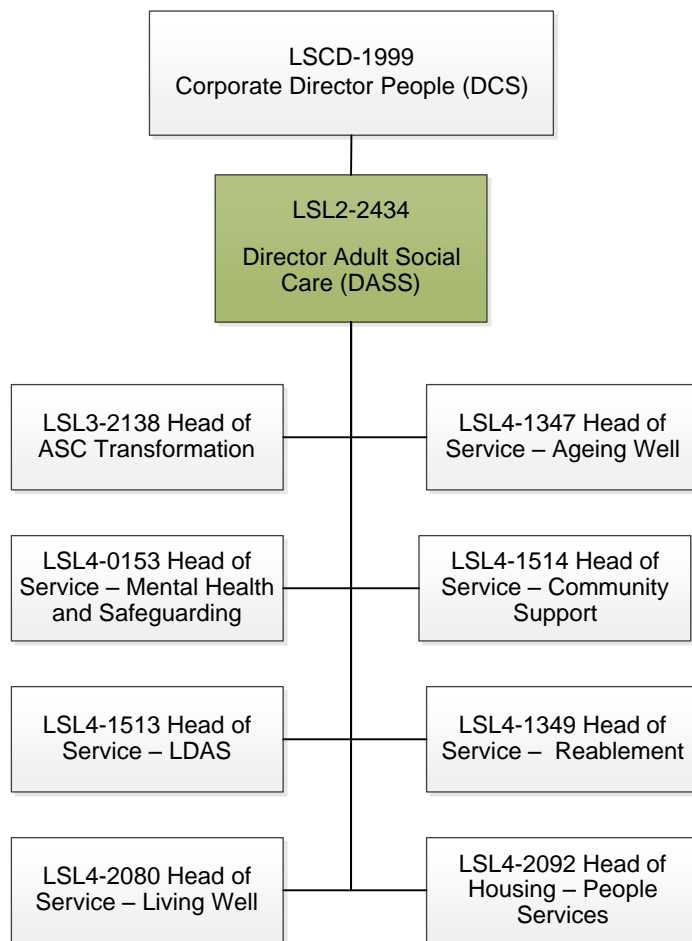 LSCD-1999
Corporate Director People (DCS)
LSL2-2434
Director Adult Social
Care (DASS)
LSL3-2138 Head of
ASC Transformation
LSL4-1347 Head of
Service – Ageing Well
LSL4-0153 Head of
Service – Mental Health
and Safeguarding
LSL4-1514 Head of
Service – Community
Support
LSL4-1513 Head of
Service – LDAS
LSL4-1349 Head of
Service –  Reablement
LSL4-2080 Head of
Service – Living Well
LSL4-2092 Head of
Housing – People
Services